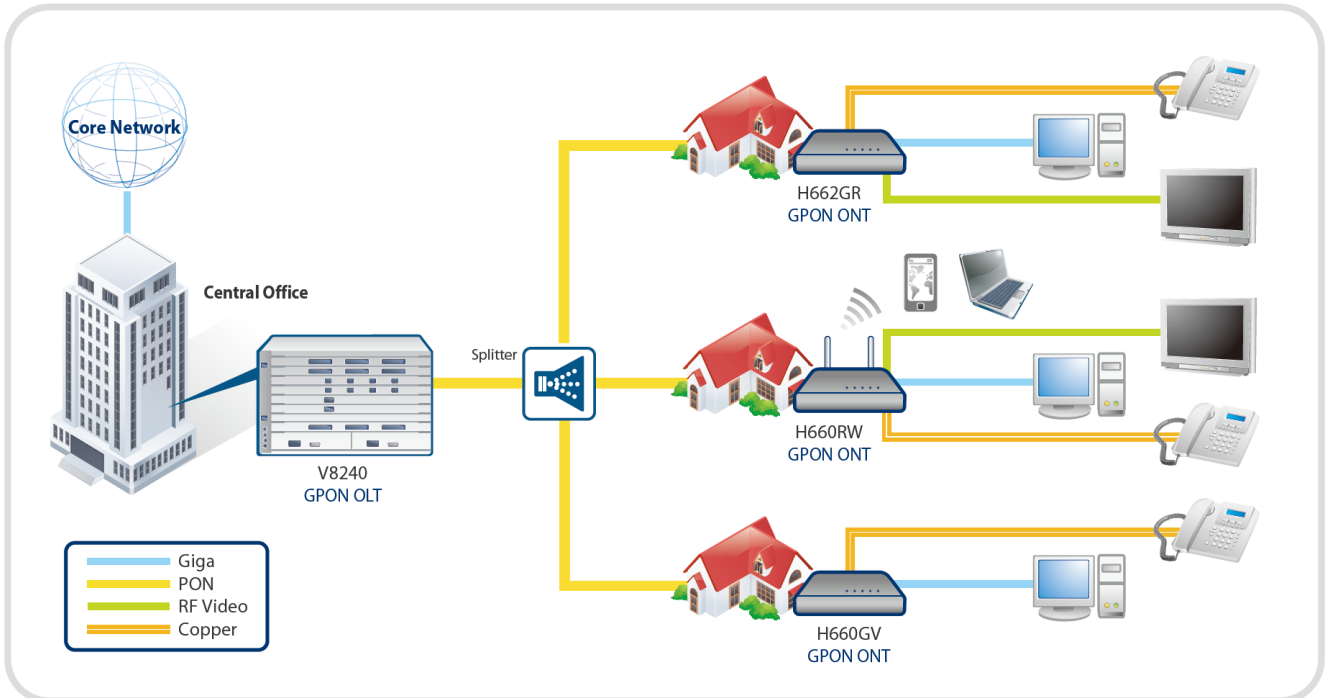 Core Network
Central Office
V8240
GPON OLT
Splitter
H662GR
GPON ONT
H660RW
GPON ONT
H660GV
GPON ONT
Giga
PON
RF Video
Copper